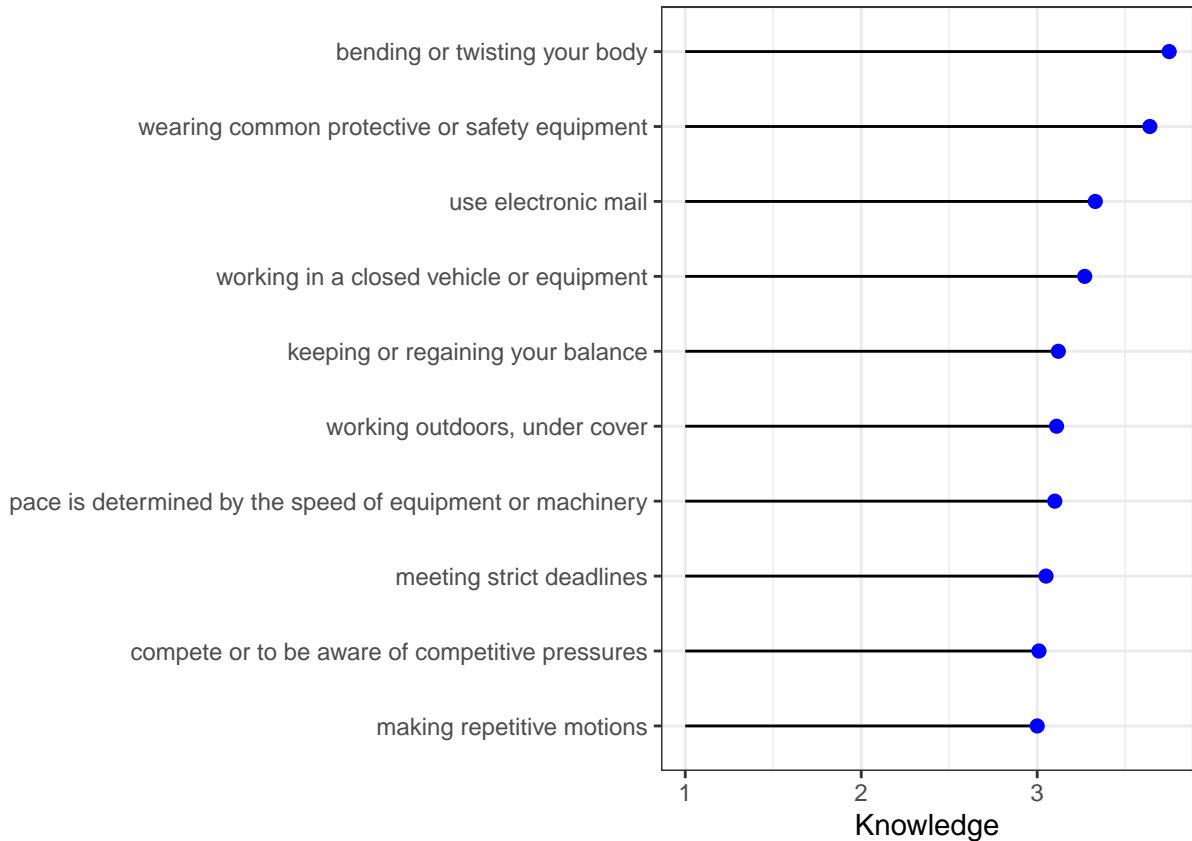 bending or twisting your body
wearing common protective or safety equipment
use electronic mail
working in a closed vehicle or equipment
keeping or regaining your balance
working outdoors, under cover
pace is determined by the speed of equipment or machinery
meeting strict deadlines
compete or to be aware of competitive pressures
making repetitive motions
1 2 3
Knowledge